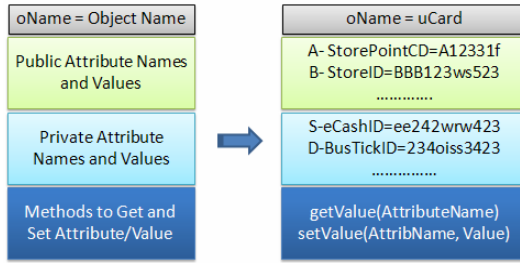 oName = Object Name
Public Attribute Names
and Values
Private Attribute
Names and Values
Methods to Get and
Set Attribute/Value
oName = uCard
A- StorePointCD=A12331f
B- StoreID=BBB123ws523
.............
S-eCashID=ee242wrw423
D-BusTickID=234oiss3423
...............
getValue(AttributeName)
setValue(AttribName, Value)